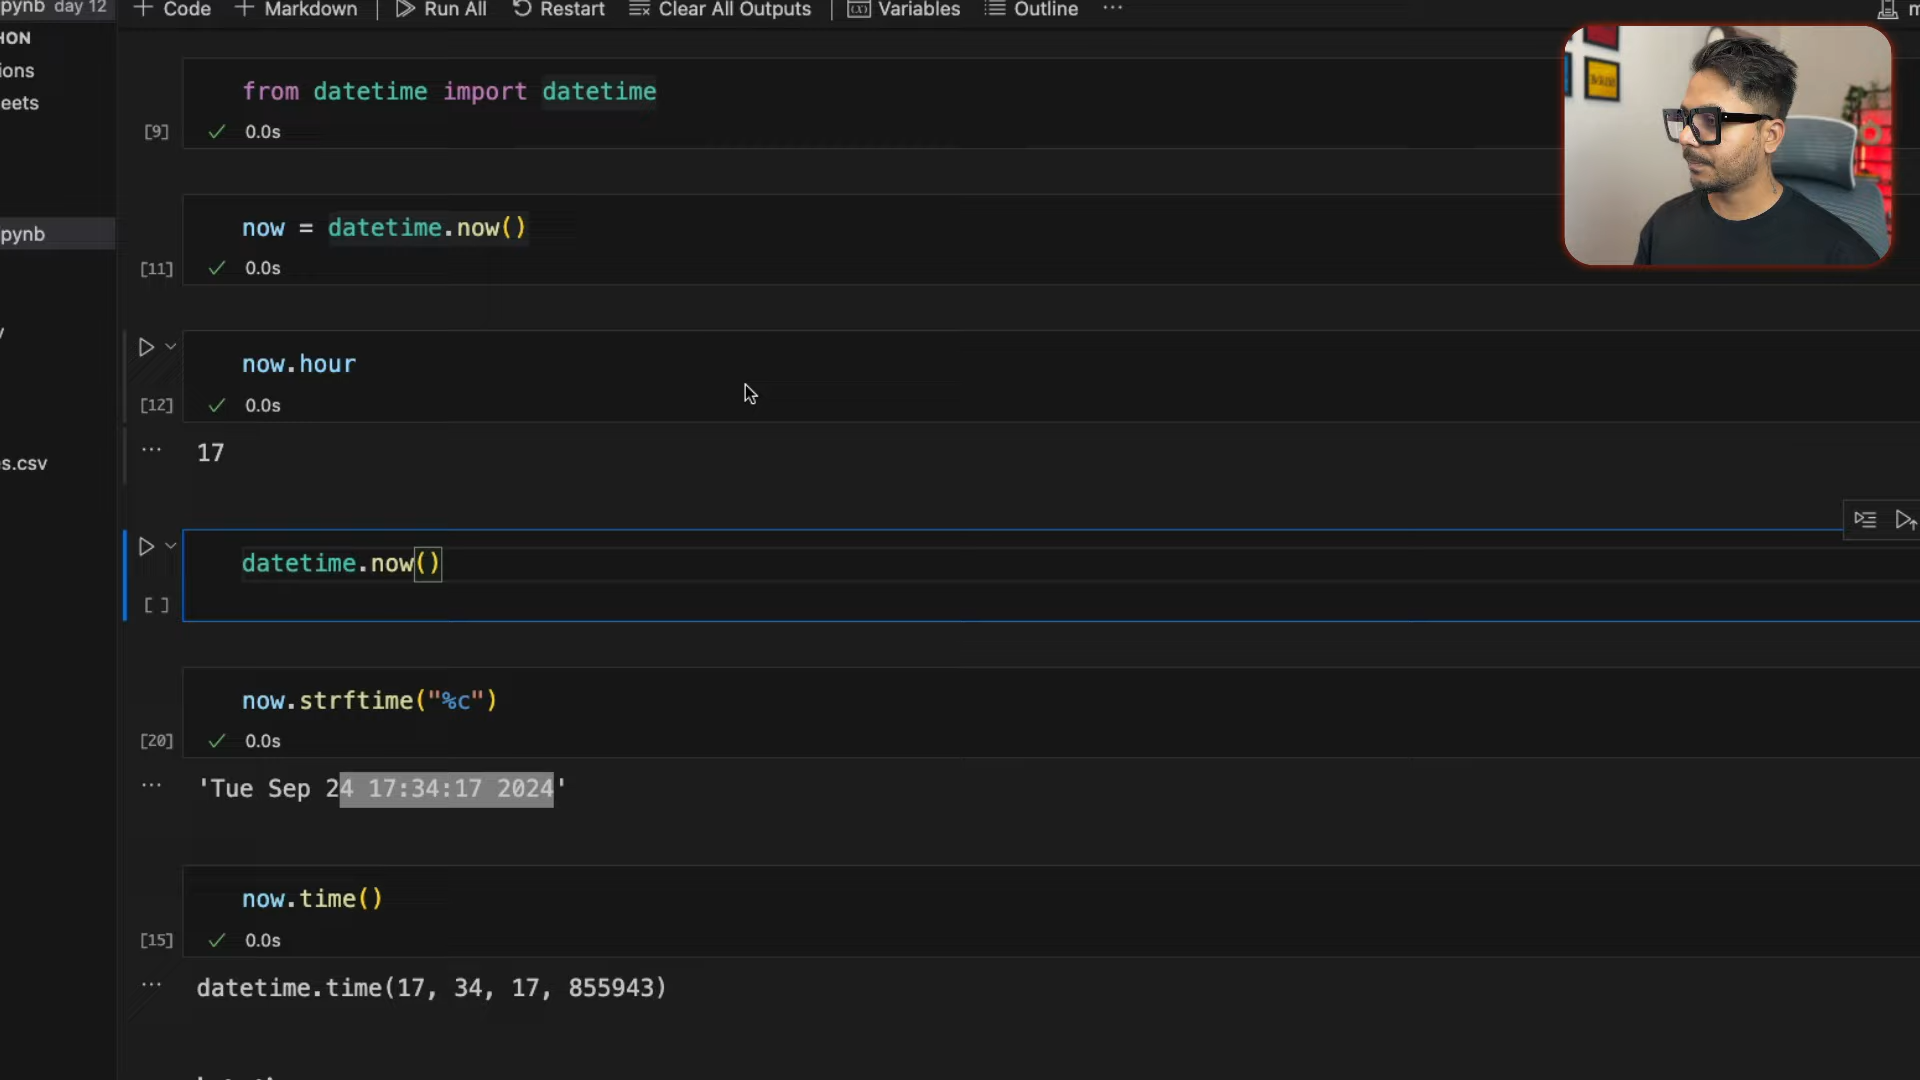 pynb day 12
+ Code + Markdown | Run All Restart Clear All Outputs | Variables Outline ...
HON
ions
eets
pynb
s.csv
from datetime import datetime
[9] ✓ 0.0s
now = datetime.now()
[11] ✓ 0.0s
now.hour
[12] ✓ 0.0s
... 17
datetime.now()
[ ]
now.strftime("%c")
[20] ✓ 0.0s
... 'Tue Sep 24 17:34:17 2024'
now.time()
[15] ✓ 0.0s
... datetime.time(17, 34, 17, 855943)